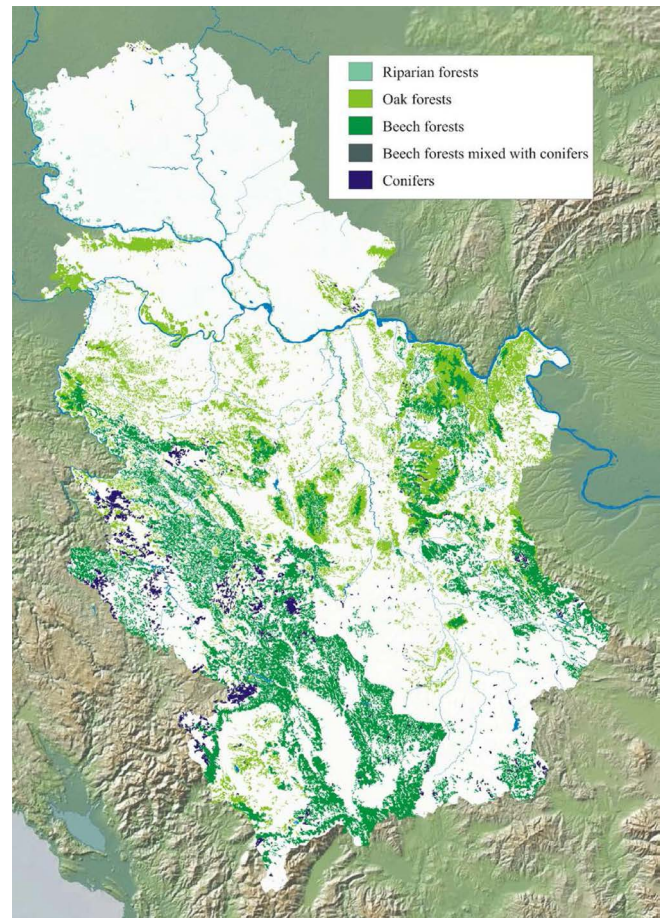 Riparian forests
Oak forests
Beech forests
Beech forests mixed with conifers
Conifers